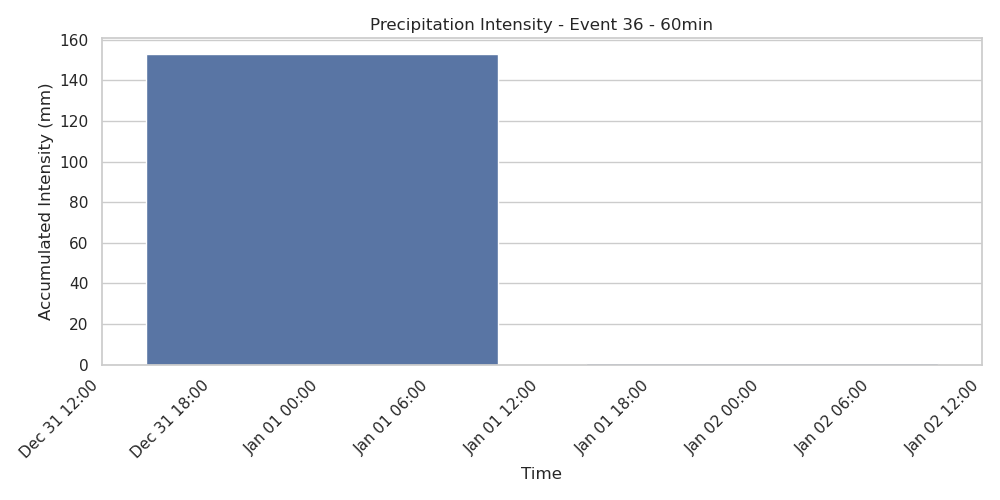 Precipitation Intensity - Event 36 - 60min
Accumulated Intensity (mm)
160
140
120
100
80
60
40
20
0
Dec 31 12:00
Dec 31 18:00
Jan 01 00:00
Jan 01 06:00
Jan 01 12:00
Jan 01 18:00
Jan 02 00:00
Jan 02 06:00
Jan 02 12:00
Time